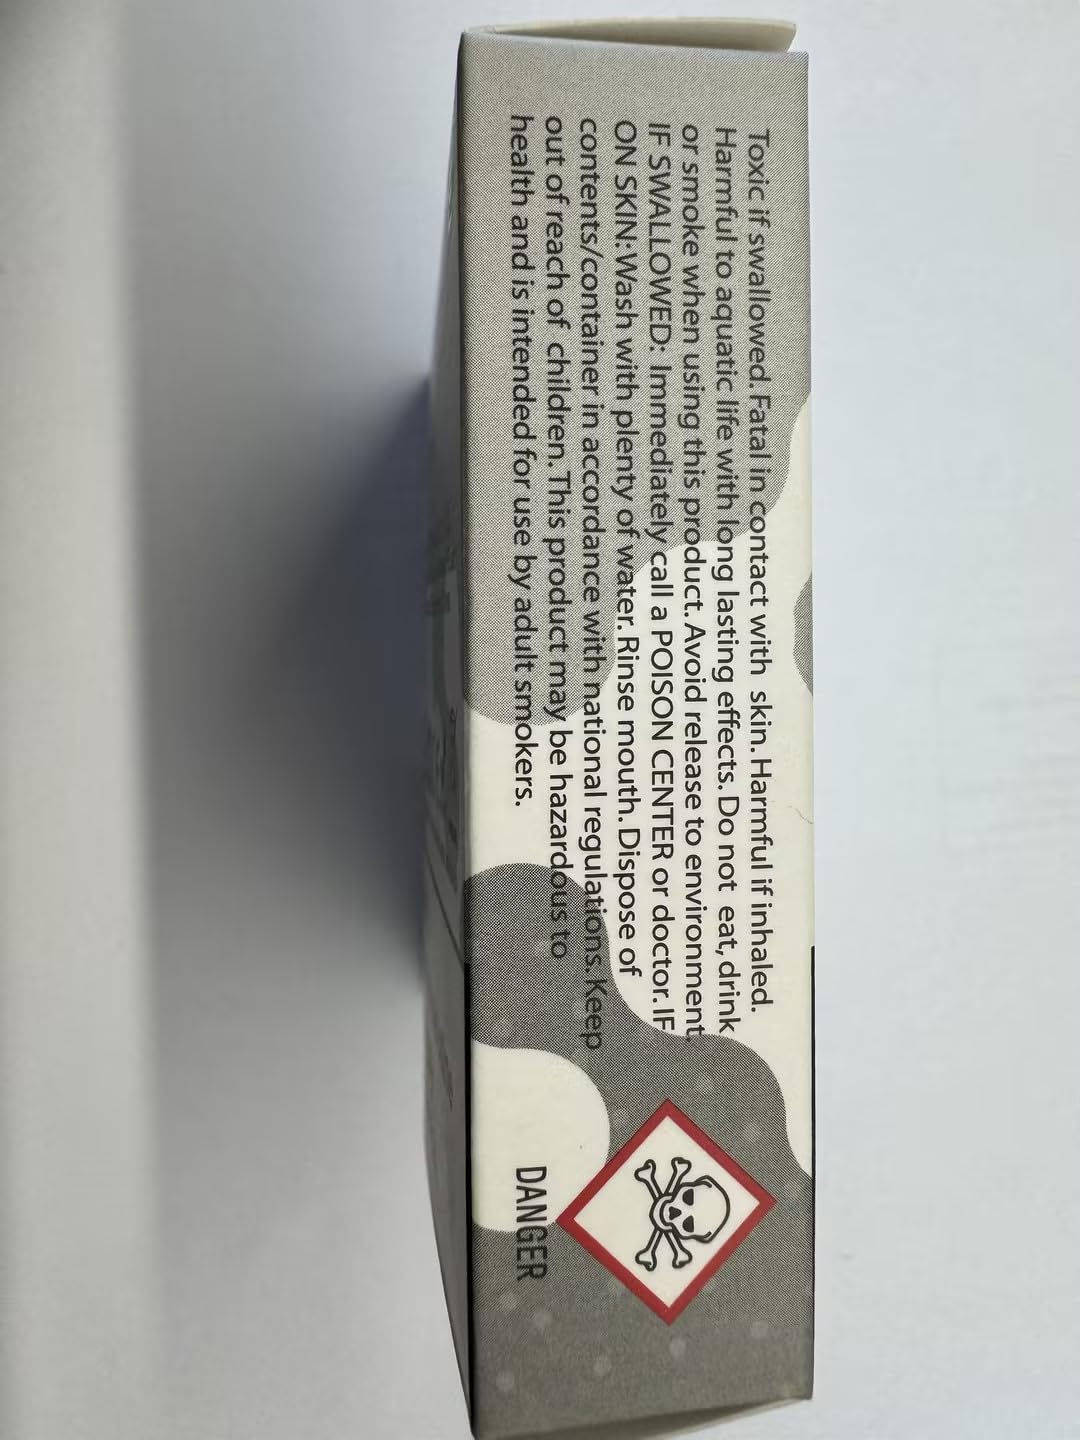 Toxic if swallowed. Fatal in contact with skin. Harmful if inhaled.
Harmful to aquatic life with long lasting effects. Do not eat, drink
or smoke when using this product. Avoid release to environment.
IF SWALLOWED: Immediately call a POISON CENTER or doctor. IF
ON SKIN: Wash with plenty of water. Rinse mouth. Dispose of
contents/container in accordance with national regulations. Keep
out of reach of children. This product may be hazardous to
health and is intended for use by adult smokers.
DANGER